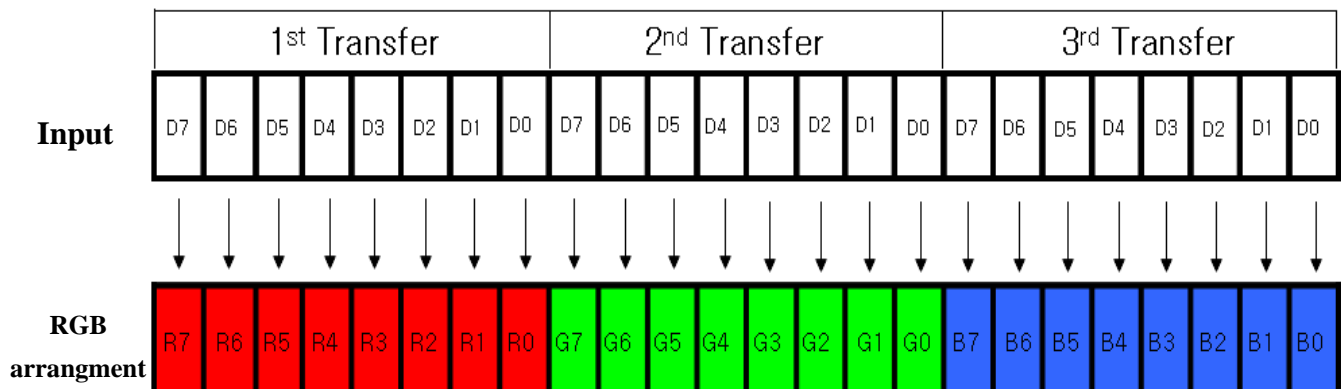 1st Transfer 2nd Transfer 3rd Transfer
Input D7 D6 D5 D4 D3 D2 D1 D0 D7 D6 D5 D4 D3 D2 D1 D0 D7 D6 D5 D4 D3 D2 D1 D0
RGB
arrangment
R7 R6 R5 R4 R3 R2 R1 R0 G7 G6 G5 G4 G3 G2 G1 G0 B7 B6 B5 B4 B3 B2 B1 B0